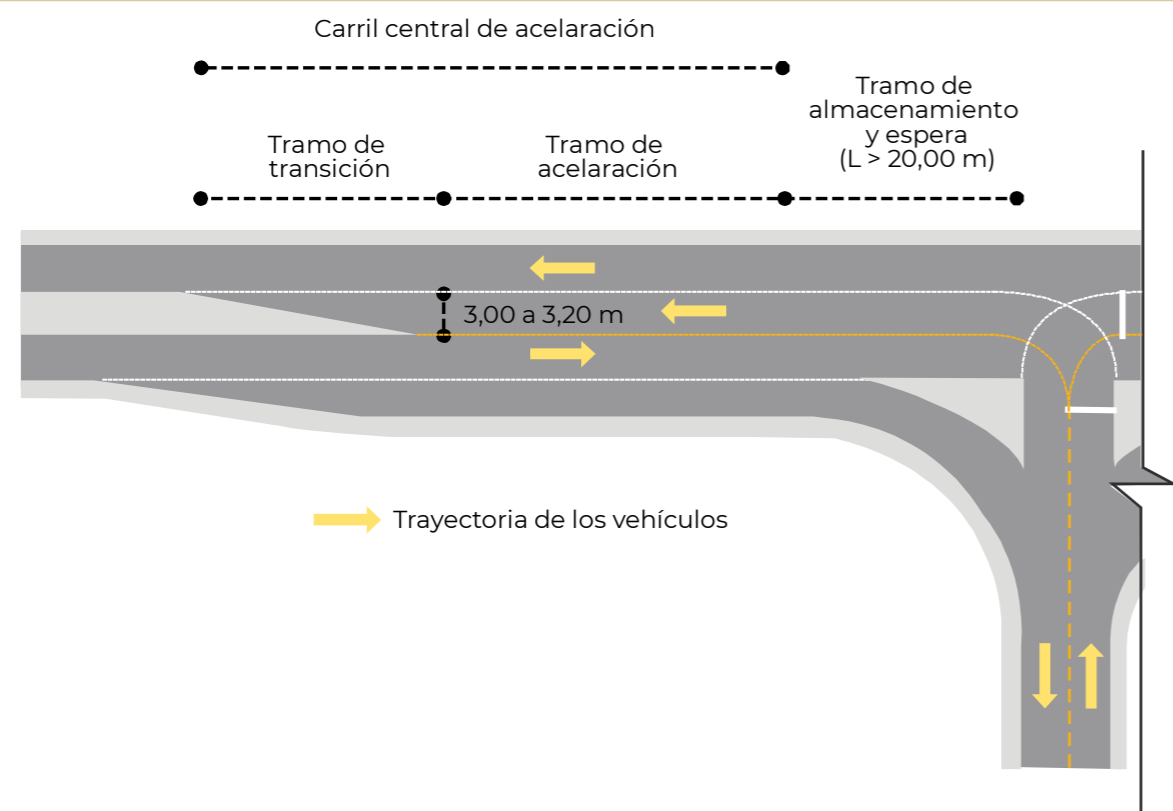 Carril central de acelaración
Tramo de
transición
Tramo de
acelaración
Tramo de
almacenamiento
y espera
(L > 20,00 m)
3,00 a 3,20 m
Trayectoria de los vehículos